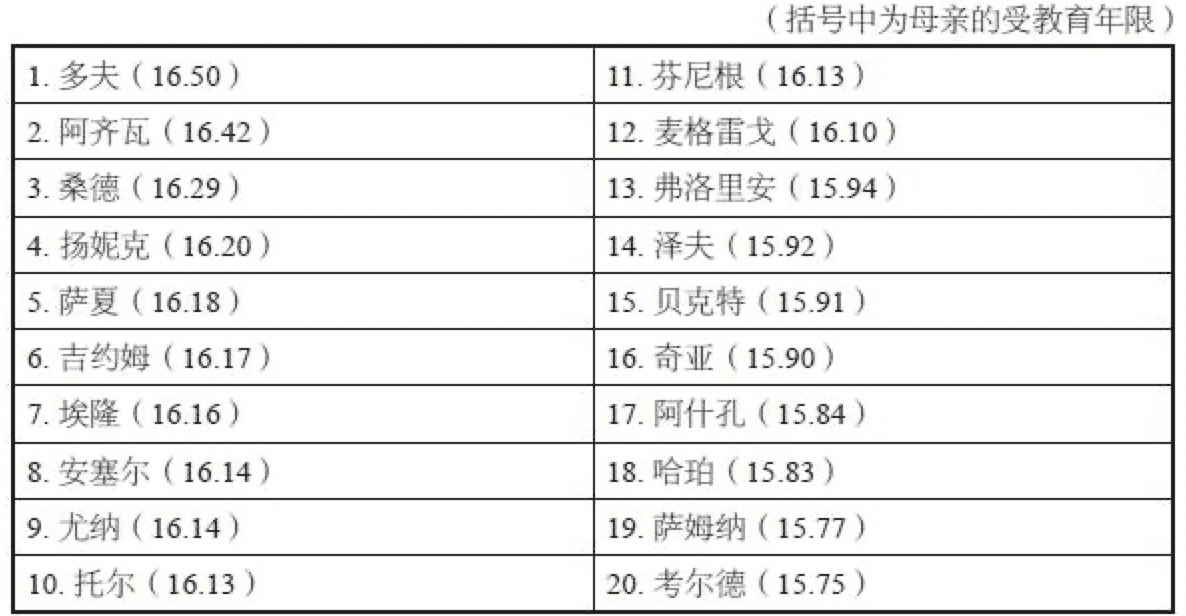 （括号中为母亲的受教育年限）
1. 多夫（16.50）
2. 阿齐瓦（16.42）
3. 桑德（16.29）
4. 扬妮克（16.20）
5. 萨夏（16.18）
6. 吉约姆（16.17）
7. 埃隆（16.16）
8. 安塞尔（16.14）
9. 尤纳（16.14）
10. 托尔（16.13）
11. 芬尼根（16.13）
12. 麦格雷戈（16.10）
13. 弗洛里安（15.94）
14. 泽夫（15.92）
15. 贝克特（15.91）
16. 奇亚（15.90）
17. 阿什孔（15.84）
18. 哈珀（15.83）
19. 萨姆纳（15.77）
20. 考尔德（15.75）